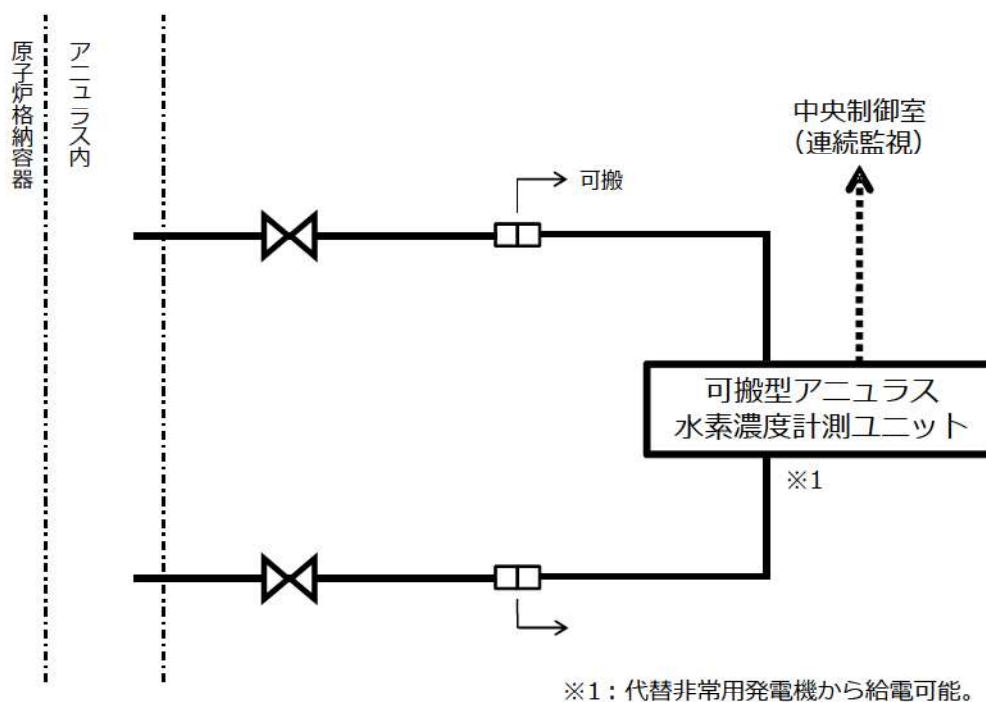 原子炉格納容器
アニュラス内
中央制御室
（連続監視）
可搬
可搬型アニュラス
水素濃度計測ユニット
※1
※1：代替非常用発電機から給電可能。